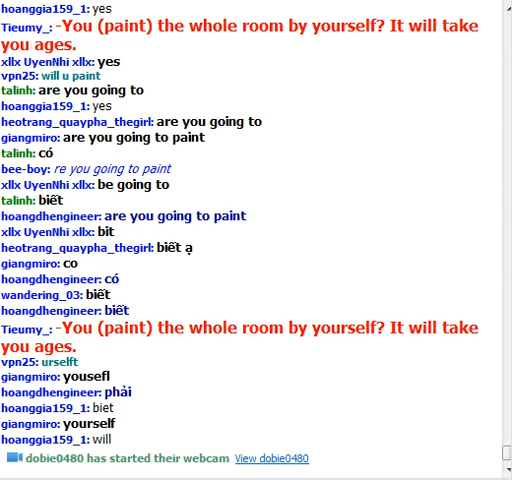 hoanggia159_1: yes
Tieumy_: -You (paint) the whole room by yourself? It will take
you ages.
xllx UyenNhi xllx: yes
vpn25: will u paint
talinh: are you going to
hoanggia159_1: yes
heotrang_quaypha_thegirl: are you going to
giangmiro: are you going to paint
talinh: có
bee-boy: re you going to paint
xllx UyenNhi xllx: be going to
talinh: biết
hoangdhengineer: are you going to paint
xllx UyenNhi xllx: bit
heotrang_quaypha_thegirl: biết ạ
giangmiro: co
hoangdhengineer: có
wandering_03: biết
hoangdhengineer: biết
Tieumy_: -You (paint) the whole room by yourself? It will take
you ages.
vpn25: urselft
giangmiro: yousefl
hoangdhengineer: phải
hoanggia159_1: biet
giangmiro: yourself
hoanggia159_1: will
dobie0480 has started their webcam View dobie0480